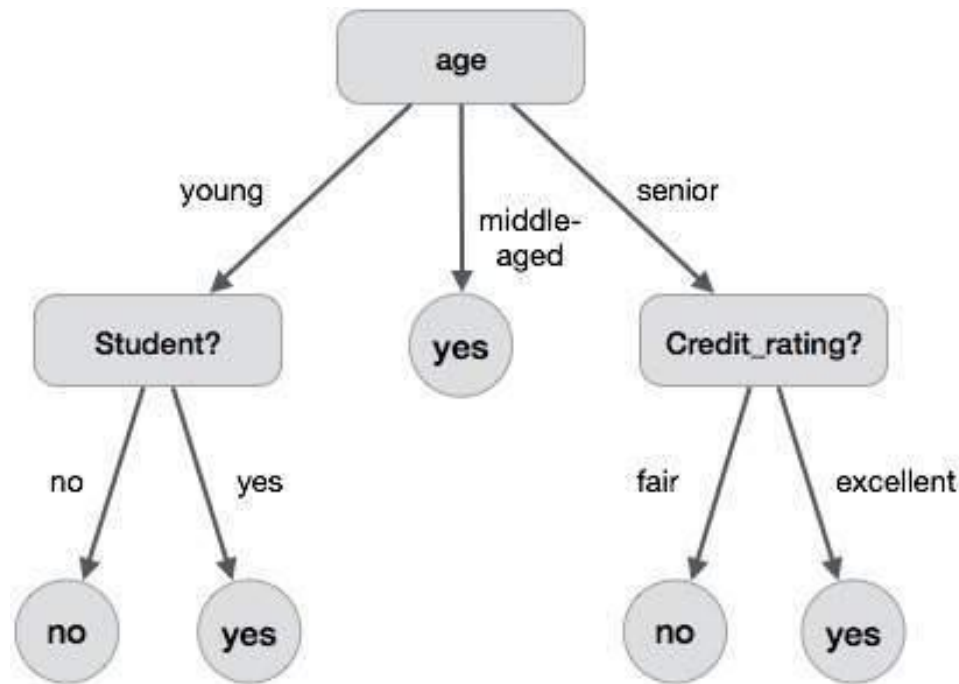 age
young
middle-
aged
senior
Student?
yes
Credit_rating?
no
yes
fair
excellent
no
yes
no
yes